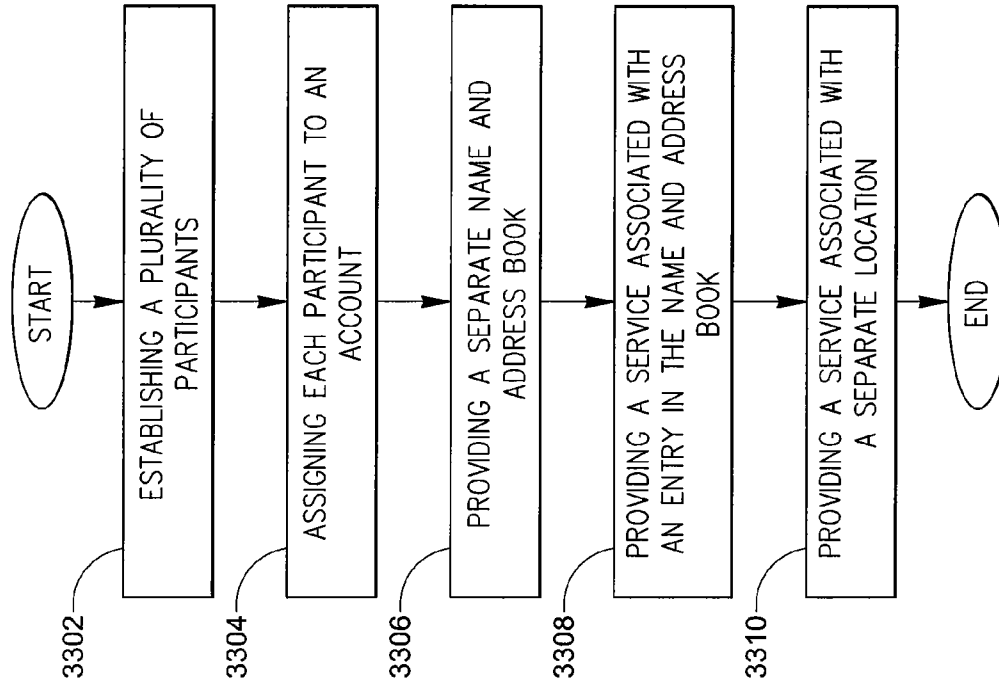 START
3302
ESTABLISHING A PLURALITY OF
PARTICIPANTS
3304
ASSIGNING EACH PARTICIPANT TO AN
ACCOUNT
3306
PROVIDING A SEPARATE NAME AND
ADDRESS BOOK
3308
PROVIDING A SERVICE ASSOCIATED WITH
AN ENTRY IN THE NAME AND ADDRESS
BOOK
3310
PROVIDING A SERVICE ASSOCIATED WITH
A SEPARATE LOCATION
END